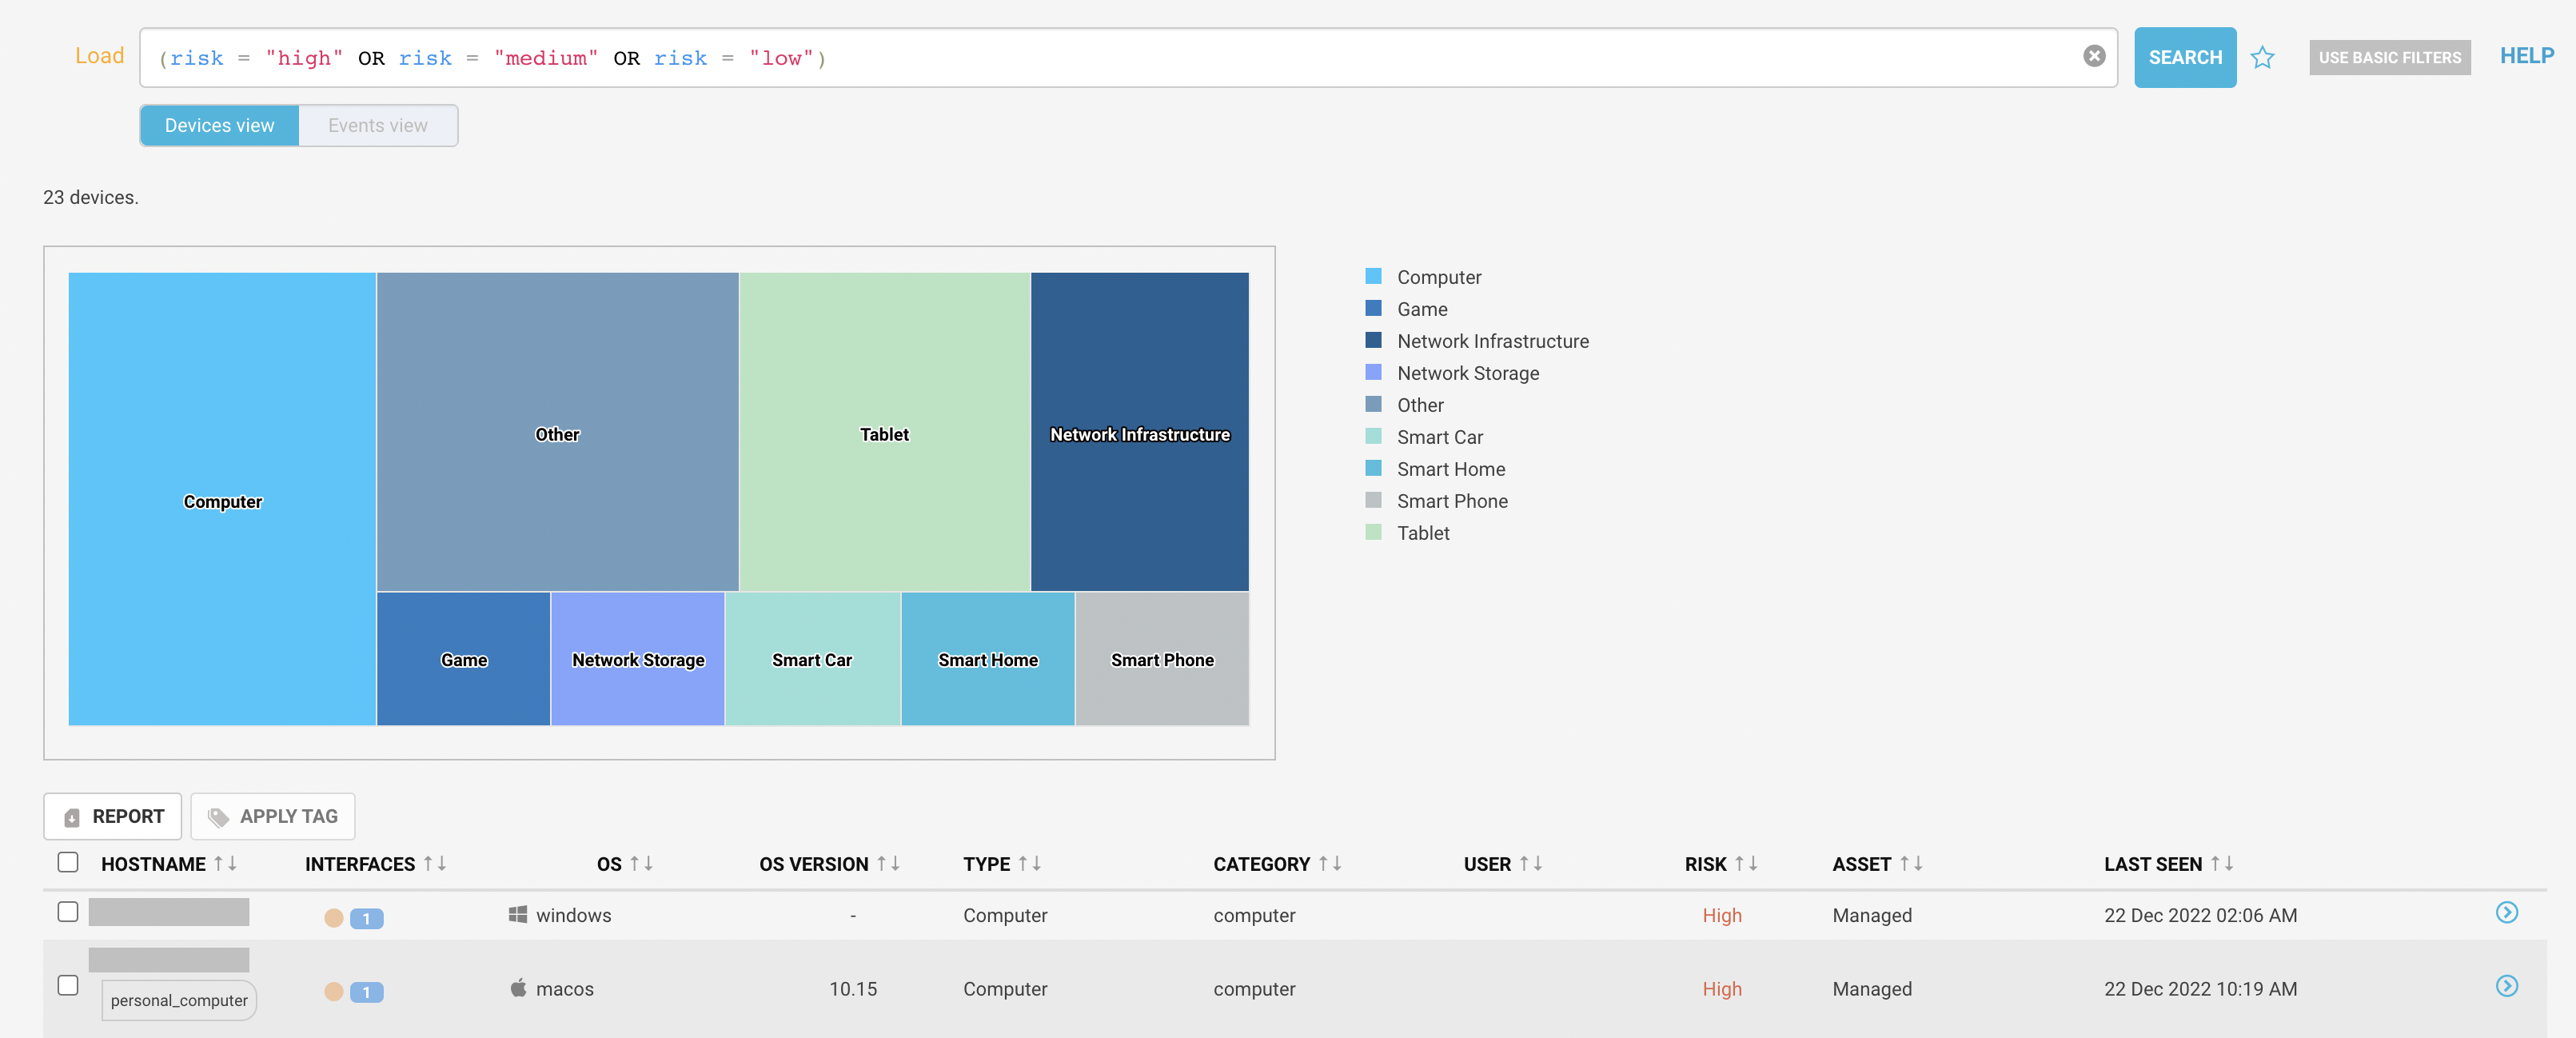 Load (risk = "high" OR risk = "medium" OR risk = "low") SEARCH USE BASIC FILTERS HELP
Devices view Events view
23 devices.
Computer
Other
Tablet
Network Infrastructure
Game
Network Storage
Smart Car
Smart Home
Smart Phone
Computer
Game
Network Infrastructure
Network Storage
Other
Smart Car
Smart Home
Smart Phone
Tablet
REPORT APPLY TAG
HOSTNAME INTERFACES OS OS VERSION TYPE CATEGORY USER RISK ASSET LAST SEEN
1 windows - Computer computer High Managed 22 Dec 2022 02:06 AM
1 macos 10.15 Computer computer High Managed 22 Dec 2022 10:19 AM
personal_computer